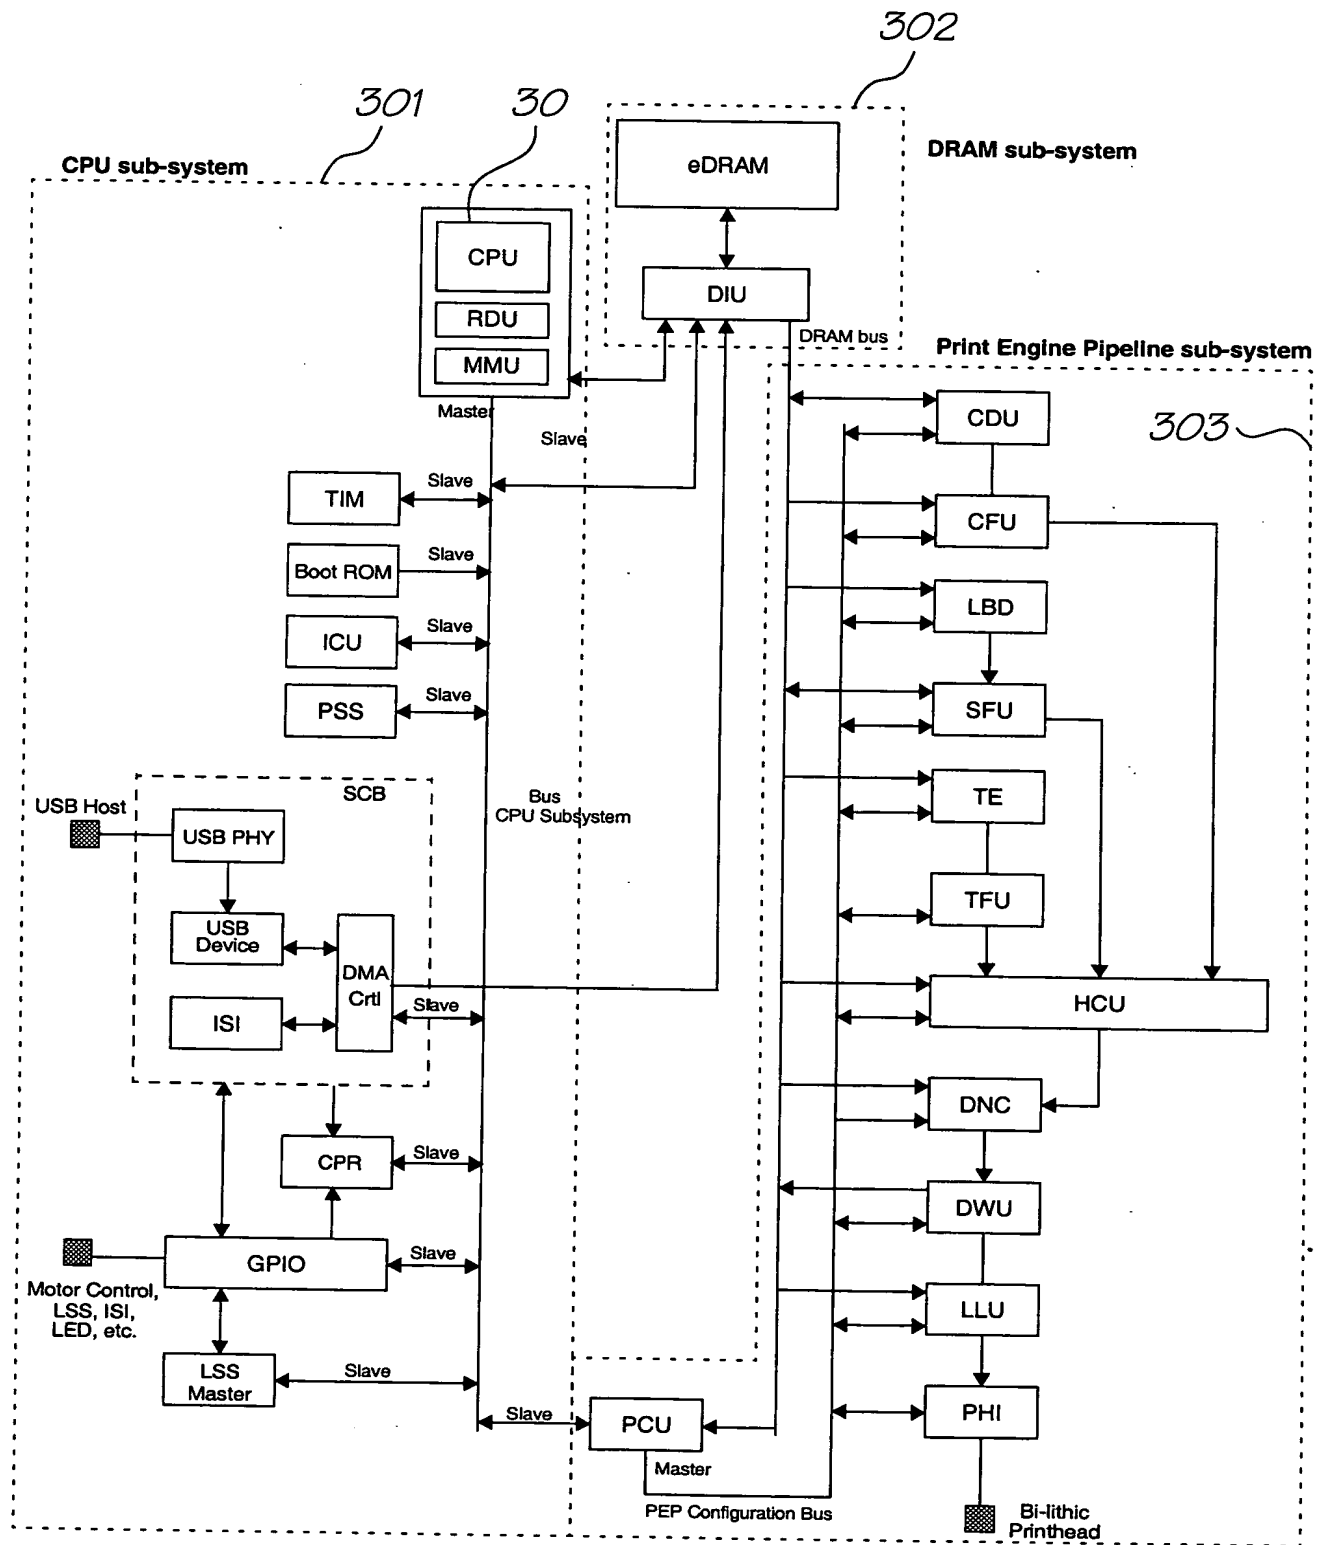 302
301
30
CPU sub-system
DRAM sub-system
eDRAM
CPU
RDU
MMU
DIU
DRAM bus
Print Engine Pipeline sub-system
Master
Slave
303
CDU
TIM
Slave
CFU
Boot ROM
Slave
LBD
ICU
Slave
PSS
Slave
SFU
SCB
USB Host
USB PHY
Bus
CPU Subsystem
TE
TFU
USB
Device
DMA
Crtl
ISI
Slave
HCU
DNC
CPR
Slave
DWU
GPIO
Slave
Motor Control,
LSS, ISI,
LED, etc.
LLU
LSS
Master
Slave
PHI
Slave
PCU
Master
PEP Configuration Bus
Bi-lithic
Printhead